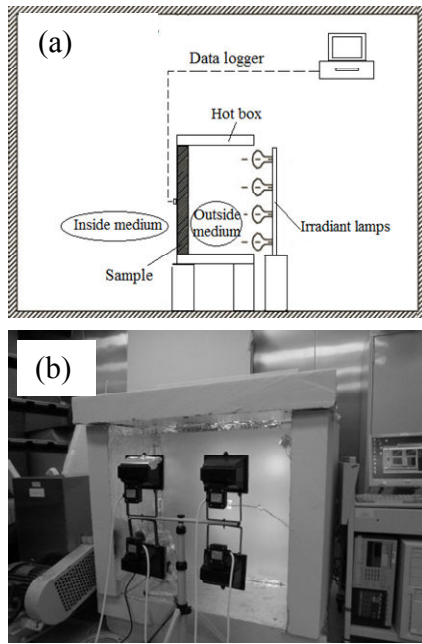 (a)
Data logger
Hot box
Inside medium
Outside
medium
Irradiant lamps
Sample
(b)